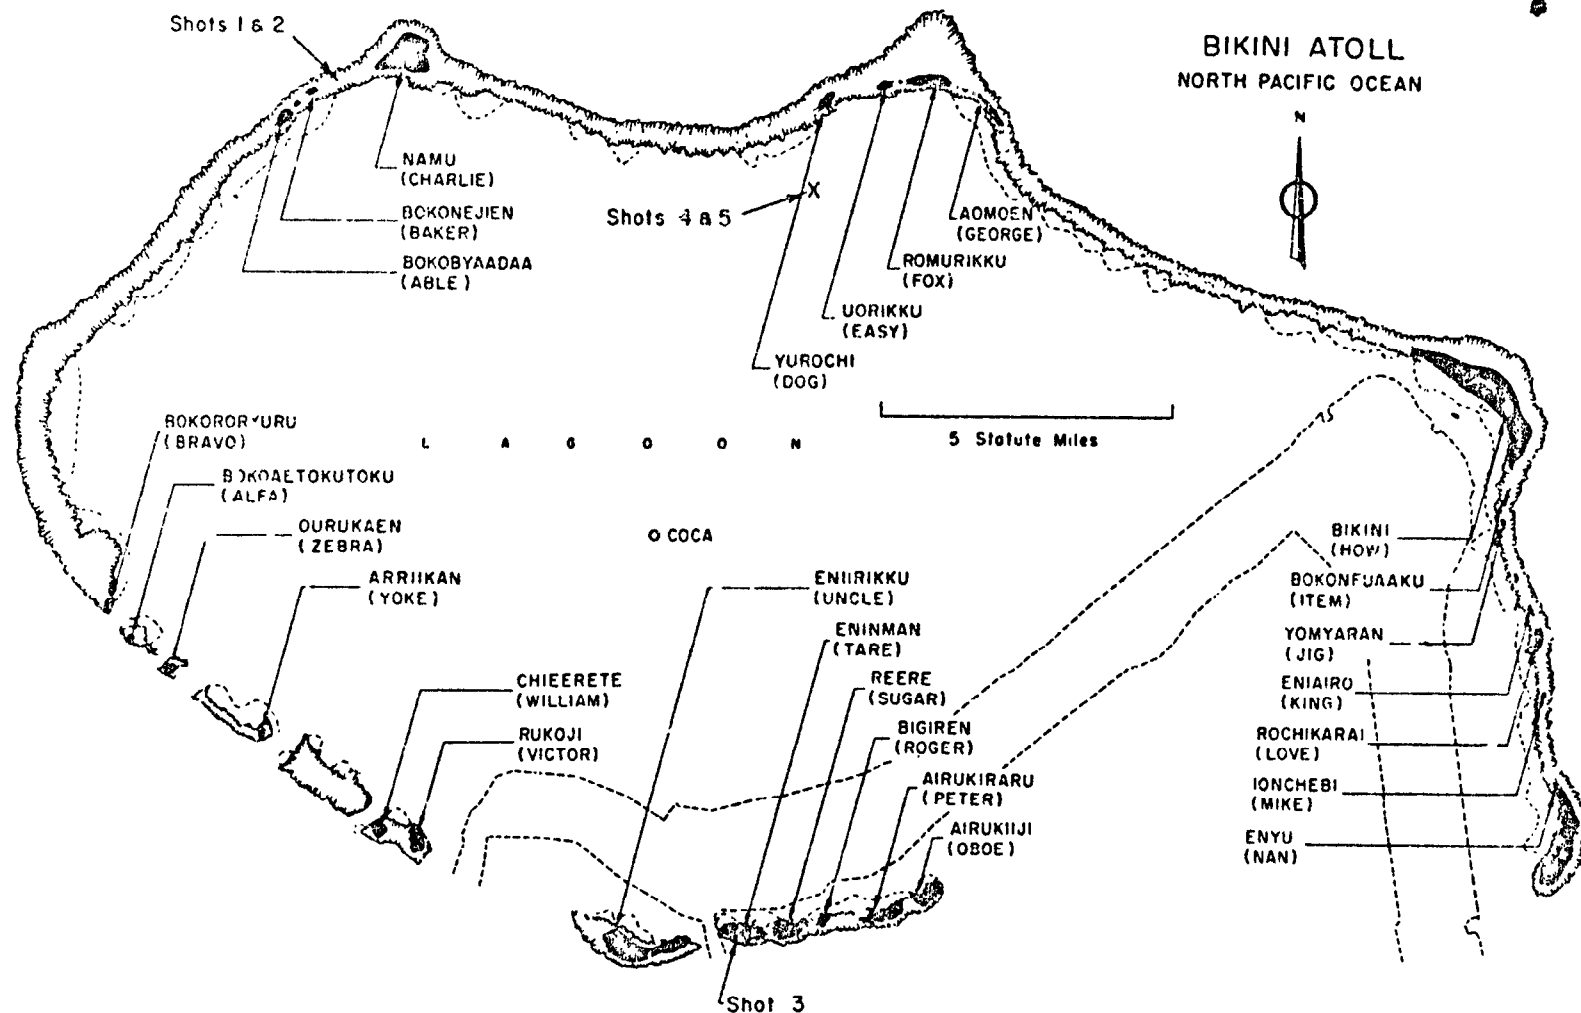 Shots 1 & 2
BIKINI ATOLL
NORTH PACIFIC OCEAN
N
NAMU
(CHARLIE)
BOKONEJIEN
(BAKER)
BOKOBYAADAA
(ABLE)
Shots 4 & 5
X
AOMOEN
(GEORGE)
ROMURIKKU
(FOX)
UORIKKU
(EASY)
YUROCHI
(DOG)
5 Statute Miles
LAGOON
BOKORORYURU
(BRAVO)
BOKOAETOKUTOKU
(ALFA)
OURUKAEN
(ZEBRA)
ARRIIKAN
(YOKE)
COCA
ENIIRIKKU
(UNCLE)
ENINMAN
(TARE)
REERE
(SUGAR)
BIGIREN
(ROGER)
AIRUKIRARU
(PETER)
AIRUKIIJI
(OBOE)
CHIEERETE
(WILLIAM)
RUKOJI
(VICTOR)
BIKINI
(HOW)
BOKONFUAAKU
(ITEM)
YOMYARAN
(JIG)
ENIAIRO
(KING)
ROCHIKARAI
(LOVE)
IONCHEBI
(MIKE)
ENYU
(NAN)
Shot 3